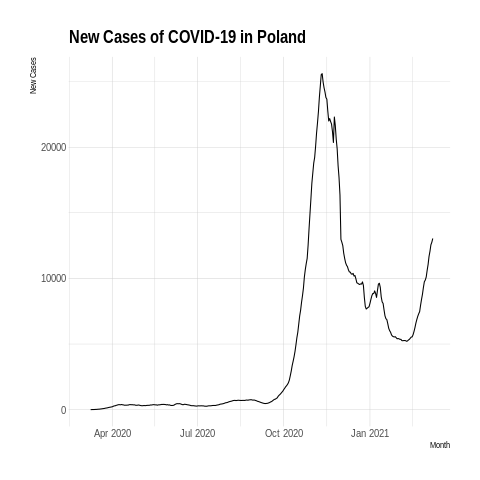 New Cases of COVID-19 in Poland
New Cases
20000
10000
0
Apr 2020
Jul 2020
Oct 2020
Jan 2021
Month